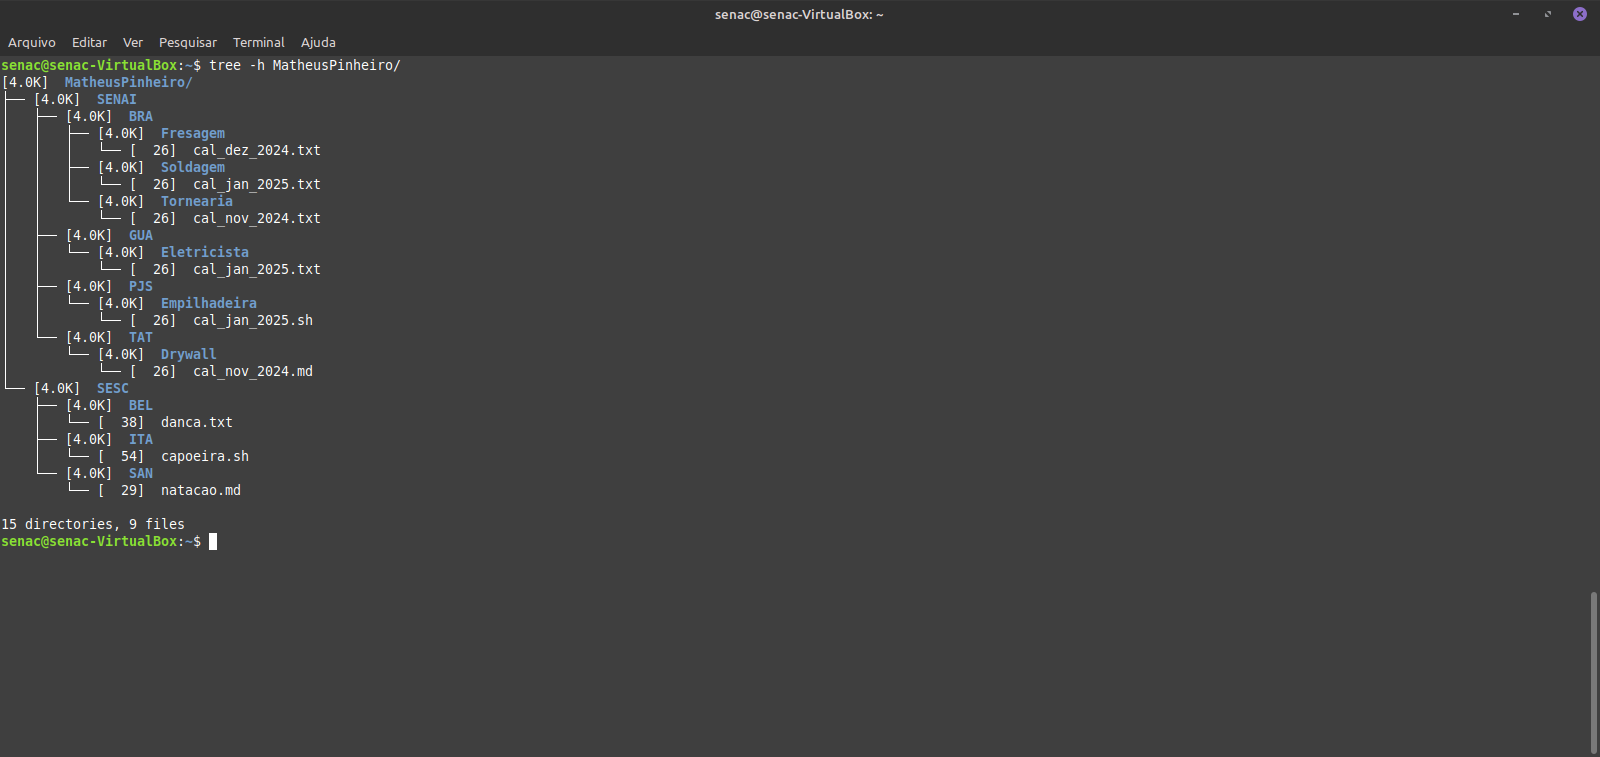 senac@senac-VirtualBox: ~
Arquivo Editar Ver Pesquisar Terminal Ajuda
senac@senac-VirtualBox:~$ tree -h MatheusPinheiro/
[4.0K]  MatheusPinheiro/
├── [4.0K]  SENAI
│   ├── [4.0K]  BRA
│   │   ├── [4.0K]  Fresagem
│   │   │   └── [  26]  cal_dez_2024.txt
│   │   ├── [4.0K]  Soldagem
│   │   │   └── [  26]  cal_jan_2025.txt
│   │   └── [4.0K]  Tornearia
│   │       └── [  26]  cal_nov_2024.txt
│   ├── [4.0K]  GUA
│   │   └── [4.0K]  Eletricista
│   │       └── [  26]  cal_jan_2025.txt
│   ├── [4.0K]  PJS
│   │   └── [4.0K]  Empilhadeira
│   │       └── [  26]  cal_jan_2025.sh
│   └── [4.0K]  TAT
│       └── [4.0K]  Drywall
│           └── [  26]  cal_nov_2024.md
└── [4.0K]  SESC
    ├── [4.0K]  BEL
    │   └── [  38]  danca.txt
    ├── [4.0K]  ITA
    │   └── [  54]  capoeira.sh
    └── [4.0K]  SAN
        └── [  29]  natacao.md
15 directories, 9 files
senac@senac-VirtualBox:~$